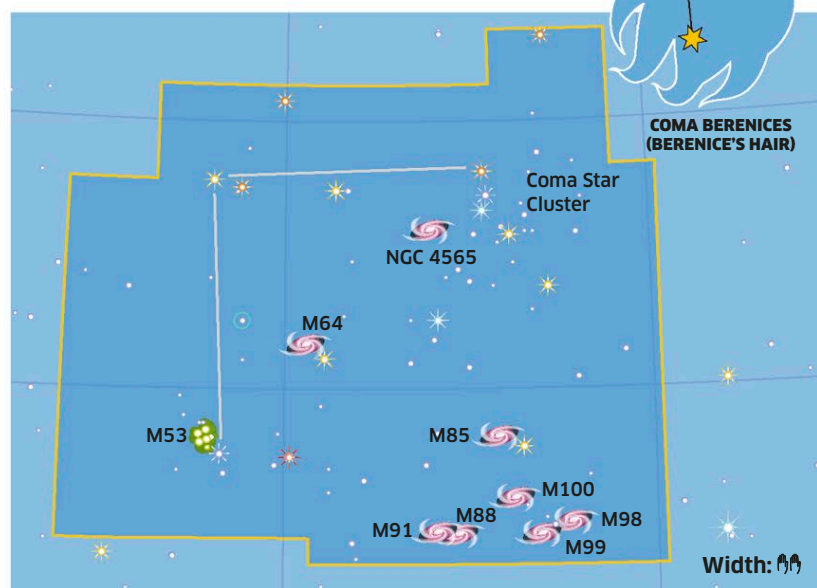 COMA BERENICES
(BERENICE'S HAIR)
Coma Star
Cluster
NGC 4565
M64
M53
M85
M100
M88
M98
M91
M99
Width: